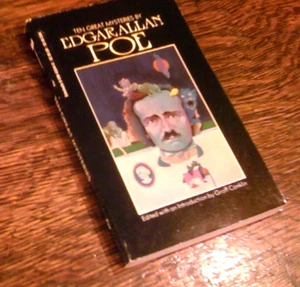 TEN GREAT MYSTERIES BY
EDGAR ALLAN
POE
Edited with an Introduction by Groff Conklin